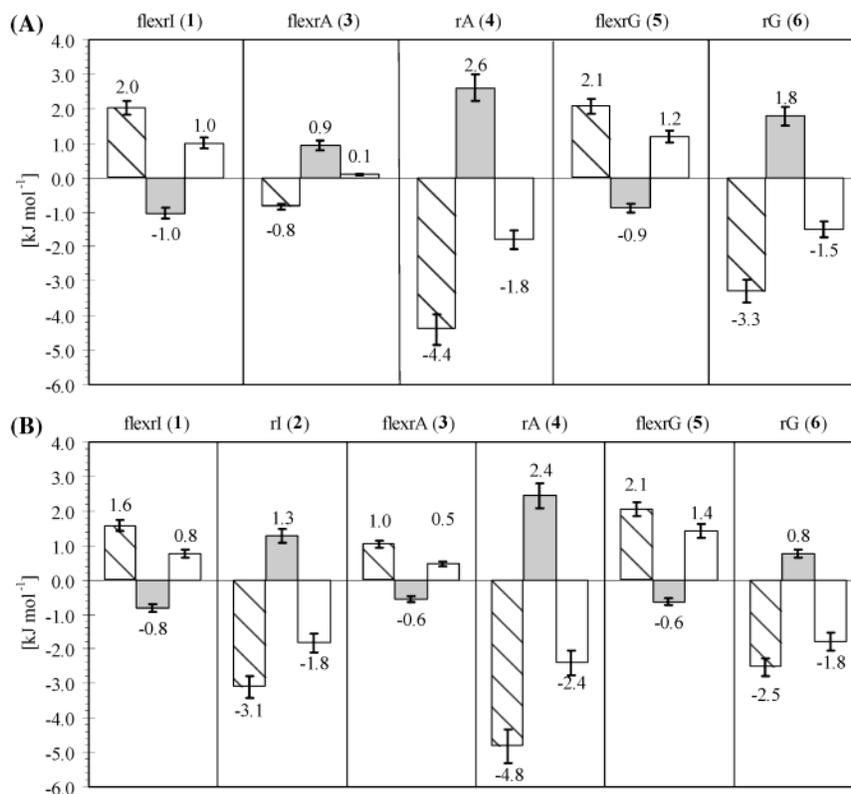 (A) flexrI (1) flexrA (3) rA (4) flexrG (5) rG (6)
[kJ mol -1]
4.0
3.0
2.0
1.0
0.0
-1.0
-2.0
-3.0
-4.0
-5.0
-6.0
2.0 -1.0 1.0
-0.8 0.9 0.1
-4.4 2.6 -1.8
2.1 -0.9 1.2
-3.3 1.8 -1.5
(B) flexrI (1) rI (2) flexrA (3) rA (4) flexrG (5) rG (6)
[kJ mol -1]
4.0
3.0
2.0
1.0
0.0
-1.0
-2.0
-3.0
-4.0
-5.0
-6.0
1.6 -0.8 0.8
-3.1 1.3 -1.8
1.0 -0.6 0.5
-4.8 2.4 -2.4
2.1 -0.6 1.4
-2.5 0.8 -1.8